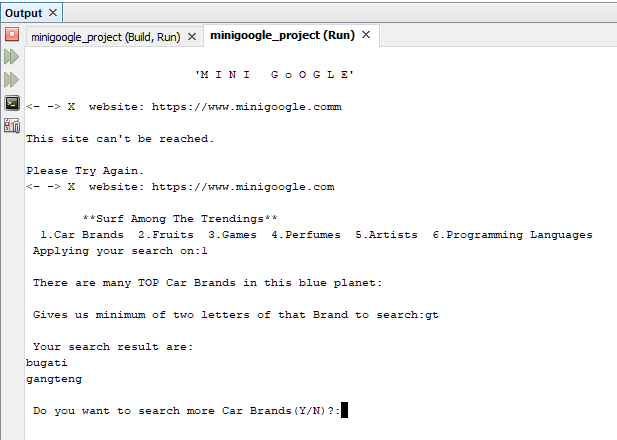 Output
minigoogle_project (Build, Run)
minigoogle_project (Run)
'M I N I   G o O G L E'
<- -> X  website: https://www.minigoogle.comm
This site can't be reached.
Please Try Again.
<- -> X  website: https://www.minigoogle.com
**Surf Among The Trendings**
1.Car Brands  2.Fruits  3.Games  4.Perfumes  5.Artists  6.Programming Languages
Applying your search on:1
There are many TOP Car Brands in this blue planet:
Gives us minimum of two letters of that Brand to search:gt
Your search result are:
bugati
gangteng
Do you want to search more Car Brands(Y/N)?: